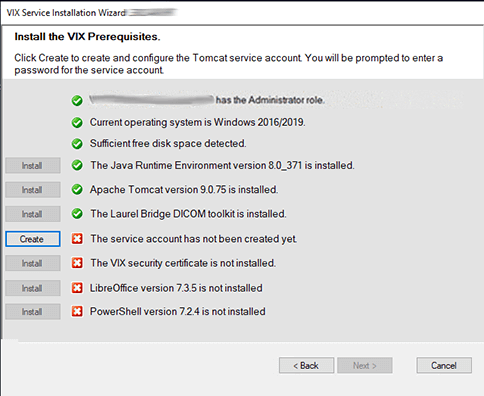 VIX Service Installation Wizard
Install the VIX Prerequisites.
Click Create to create and configure the Tomcat service account. You will be prompted to enter a
password for the service account.
has the Administrator role.
Current operating system is Windows 2016/2019.
Sufficient free disk space detected.
Install The Java Runtime Environment version 8.0_371 is installed.
Install Apache Tomcat version 9.0.75 is installed.
Install The Laurel Bridge DICOM toolkit is installed.
Create The service account has not been created yet.
Install The VIX security certificate is not installed.
Install LibreOffice version 7.3.5 is not installed
Install PowerShell version 7.2.4 is not installed
< Back Next > Cancel